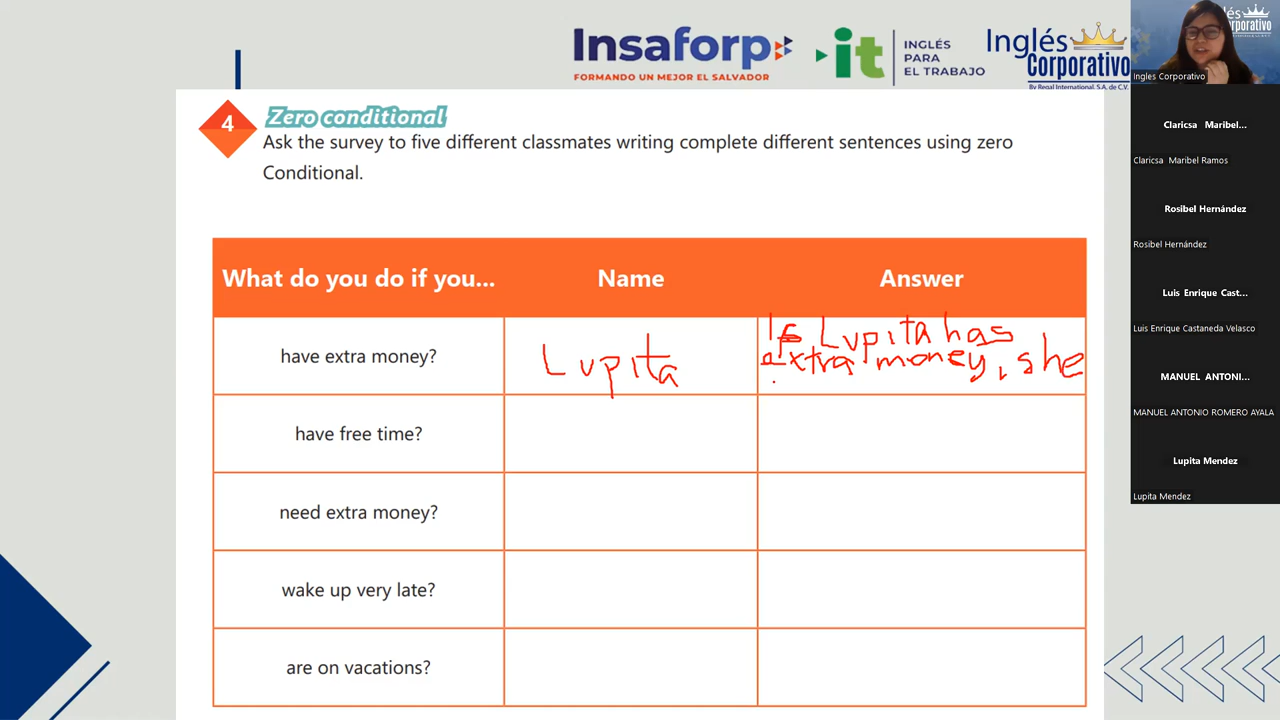 Insaforp
FORMANDO UN MEJOR EL SALVADOR
it
INGLÉS
PARA
EL TRABAJO
Inglés
Corporativo
By Regal International, S.A. de C.V.
4
Zero conditional
Ask the survey to five different classmates writing complete different sentences using zero
Conditional.
What do you do if you... Name Answer
have extra money? Lupita If Lupita has
extra money, she
have free time?
need extra money?
wake up very late?
are on vacations?
Ingles Corporativo
Claricsa Maribel...
Claricsa Maribel Ramos
Rosibel Hernández
Rosibel Hernández
Luis Enrique Cast...
Luis Enrique Castaneda Velasco
MANUEL ANTONI...
MANUEL ANTONIO ROMERO AYALA
Lupita Mendez
Lupita Mendez